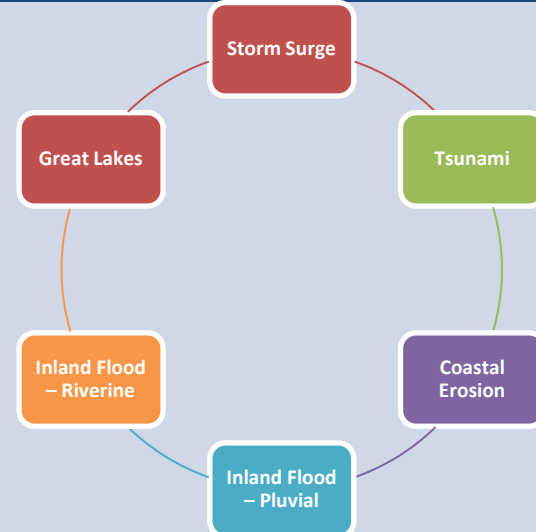 Storm Surge
Great Lakes
Tsunami
Inland Flood
– Riverine
Coastal
Erosion
Inland Flood
– Pluvial